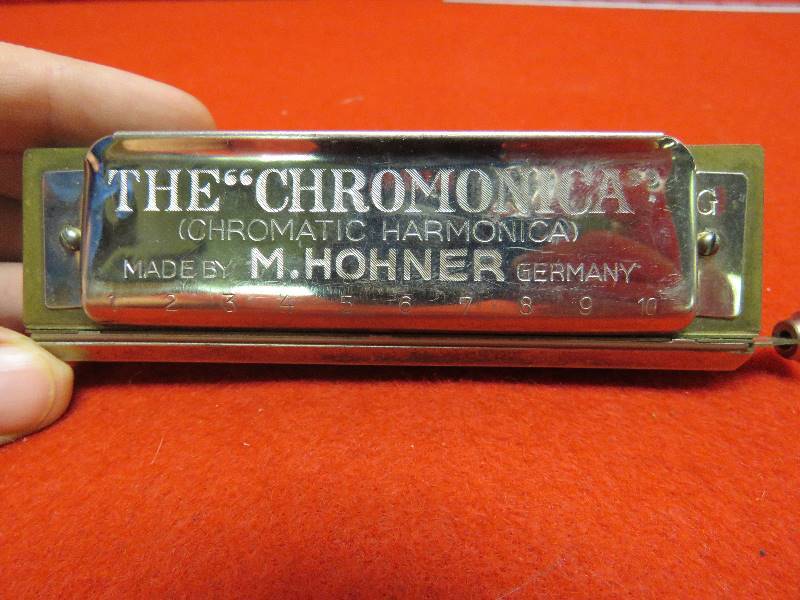 THE “CHROMONICA”
(CHROMATIC HARMONICA)
MADE BY M. HOHNER GERMANY
1 2 3 4 5 6 7 8 9 10
G